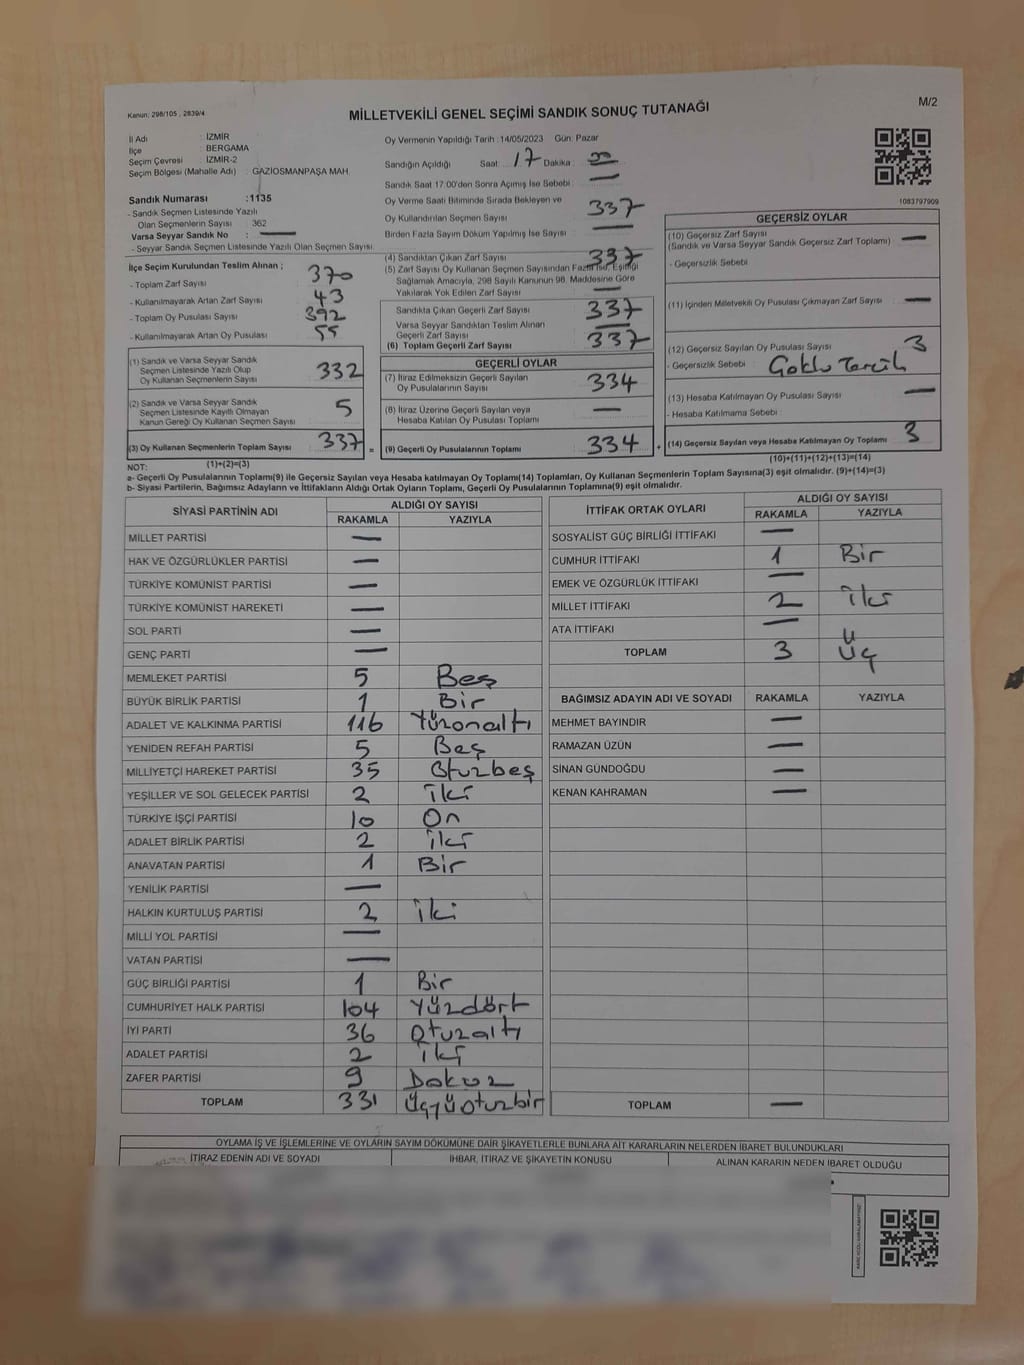 Kanun: 298/105 , 2839/4
MİLLETVEKİLİ GENEL SEÇİMİ SANDIK SONUÇ TUTANAĞI
M/2
İl Adı : İZMİR
İlçe : BERGAMA
Seçim Çevresi : İZMİR-2
Seçim Bölgesi (Mahalle Adı) : GAZİOSMANPAŞA MAH.
Sandık Numarası : 1135
- Sandık Seçmen Listesinde Yazılı
Olan Seçmenlerin Sayısı : 362
Varsa Seyyar Sandık No : —
- Seyyar Sandık Seçmen Listesinde Yazılı Olan Seçmen Sayısı:
İlçe Seçim Kurulundan Teslim Alınan ;
- Toplam Zarf Sayısı 370
- Kullanılmayarak Artan Zarf Sayısı 43
- Toplam Oy Pusulası Sayısı 392
- Kullanılmayarak Artan Oy Pusulası 55
(1) Sandık ve Varsa Seyyar Sandık
Seçmen Listesinde Yazılı Olup
Oy Kullanan Seçmenlerin Sayısı 332
(2) Sandık ve Varsa Seyyar Sandık
Seçmen Listesinde Kayıtlı Olmayan
Kanun Gereği Oy Kullanan Seçmen Sayısı 5
(3) Oy Kullanan Seçmenlerin Toplam Sayısı 337
(1)+(2)=(3)
Oy Vermenin Yapıldığı Tarih : 14/05/2023 Gün: Pazar
Sandığın Açıldığı Saat: 17 Dakika : 00
Sandık Saat 17:00'den Sonra Açımış İse Sebebi : —
Oy Verme Saati Bitiminde Sırada Bekleyen ve
Oy Kullandırılan Seçmen Sayısı 337
Birden Fazla Sayım Döküm Yapılmış İse Sayısı : —
(4) Sandıktan Çıkan Zarf Sayısı 337
(5) Zarf Sayısı Oy Kullanan Seçmen Sayısından Fazla İse, Eşitliği
Sağlamak Amacıyla, 298 Sayılı Kanunun 98. Maddesine Göre
Yakılarak Yok Edilen Zarf Sayısı —
Sandıkta Çıkan Geçerli Zarf Sayısı 337
Varsa Seyyar Sandıktan Teslim Alınan
Geçerli Zarf Sayısı —
(6) Toplam Geçerli Zarf Sayısı 337
GEÇERLİ OYLAR
(7) İtiraz Edilmeksizin Geçerli Sayılan
Oy Pusulalarının Sayısı 334
(8) İtiraz Üzerine Geçerli Sayılan veya
Hesaba Katılan Oy Pusulası Toplamı —
= (9) Geçerli Oy Pusulalarının Toplamı 334
1083797909
GEÇERSİZ OYLAR
(10) Geçersiz Zarf Sayısı —
(Sandık ve Varsa Seyyar Sandık Geçersiz Zarf Toplamı)
- Geçersizlik Sebebi
(11) İçinden Milletvekili Oy Pusulası Çıkmayan Zarf Sayısı —
(12) Geçersiz Sayılan Oy Pusulası Sayısı 3
- Geçersizlik Sebebi :
(13) Hesaba Katılmayan Oy Pusulası Sayısı —
- Hesaba Katılmama Sebebi :
+ (14) Geçersiz Sayılan veya Hesaba Katılmayan Oy Toplamı 3
(10)+(11)+(12)+(13)=(14)
NOT:
a- Geçerli Oy Pusulalarının Toplamı(9) ile Geçersiz Sayılan veya Hesaba katılmayan Oy Toplamı(14) Toplamları, Oy Kullanan Seçmenlerin Toplam Sayısına(3) eşit olmalıdır. (9)+(14)=(3)
b- Siyasi Partilerin, Bağımsız Adayların ve İttifakların Aldığı Ortak Oyların Toplamı, Geçerli Oy Pusulalarının Toplamına(9) eşit olmalıdır.
SİYASİ PARTİNİN ADI ALDIĞI OY SAYISI
RAKAMLA YAZIYLA
MİLLET PARTİSİ —
HAK VE ÖZGÜRLÜKLER PARTİSİ —
TÜRKİYE KOMÜNİST PARTİSİ —
TÜRKİYE KOMÜNİST HAREKETİ —
SOL PARTİ —
GENÇ PARTİ —
MEMLEKET PARTİSİ 5 Beş
BÜYÜK BİRLİK PARTİSİ 1 Bir
ADALET VE KALKINMA PARTİSİ 116 Yüzonaltı
YENİDEN REFAH PARTİSİ 5 Beş
MİLLİYETÇİ HAREKET PARTİSİ 35 Otuzbeş
YEŞİLLER VE SOL GELECEK PARTİSİ 2 İki
TÜRKİYE İŞÇİ PARTİSİ 10 On
ADALET BİRLİK PARTİSİ 2 İki
ANAVATAN PARTİSİ 1 Bir
YENİLİK PARTİSİ —
HALKIN KURTULUŞ PARTİSİ 2 İki
MİLLİ YOL PARTİSİ —
VATAN PARTİSİ —
GÜÇ BİRLİĞİ PARTİSİ 1 Bir
CUMHURİYET HALK PARTİSİ 104 Yüzdört
İYİ PARTİ 36 Otuzaltı
ADALET PARTİSİ 2 İki
ZAFER PARTİSİ 9 Dokuz
TOPLAM 331 Üçyüotuzbir
İTTİFAK ORTAK OYLARI ALDIĞI OY SAYISI
RAKAMLA YAZIYLA
SOSYALİST GÜÇ BİRLİĞİ İTTİFAKI —
CUMHUR İTTİFAKI 1 Bir
EMEK VE ÖZGÜRLÜK İTTİFAKI —
MİLLET İTTİFAKI 2 İki
ATA İTTİFAKI —
TOPLAM 3 Üç
BAĞIMSIZ ADAYIN ADI VE SOYADI RAKAMLA YAZIYLA
MEHMET BAYINDIR —
RAMAZAN ÜZÜN —
SİNAN GÜNDOĞDU —
KENAN KAHRAMAN —
TOPLAM —
OYLAMA İŞ VE İŞLEMLERİNE VE OYLARIN SAYIM DÖKÜMÜNE DAİR ŞİKAYETLERLE BUNLARA AİT KARARLARIN NELERDEN İBARET BULUNDUKLARI
İTİRAZ EDENİN ADI VE SOYADI İHBAR, İTİRAZ VE ŞİKAYETİN KONUSU ALINAN KARARIN NEDEN İBARET OLDUĞU